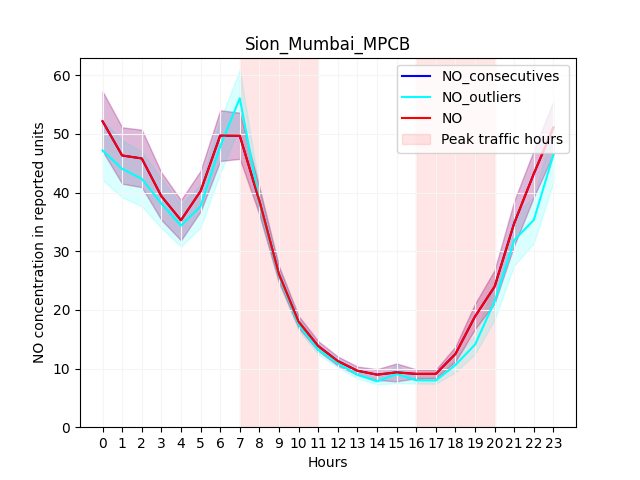 Sion_Mumbai_MPCB
NO_consecutives
NO_outliers
NO
Peak traffic hours
NO concentration in reported units
60
50
40
30
20
10
0
0 1 2 3 4 5 6 7 8 9 10 11 12 13 14 15 16 17 18 19 20 21 22 23
Hours